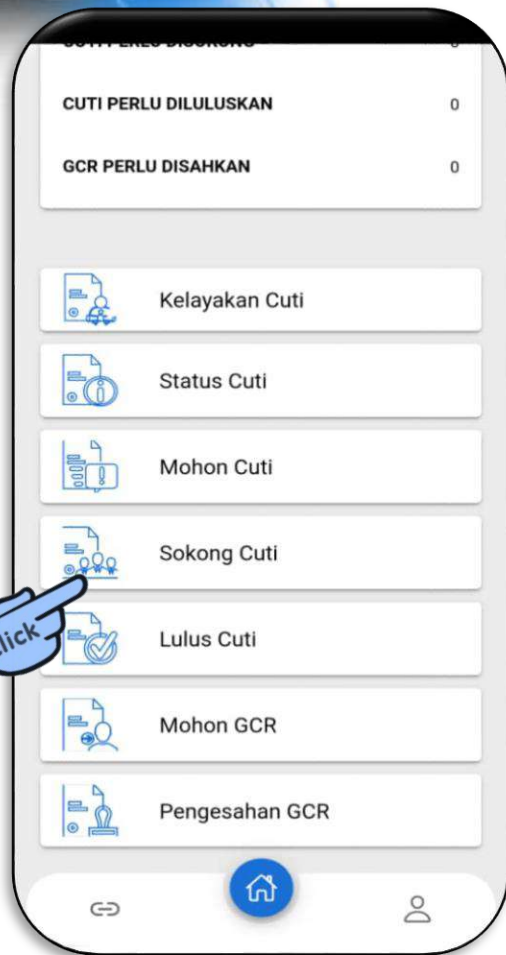 CUTI PERLU DILULUSKAN 0
GCR PERLU DISAHKAN 0
Kelayakan Cuti
Status Cuti
Mohon Cuti
Sokong Cuti
Lulus Cuti
Mohon GCR
Pengesahan GCR